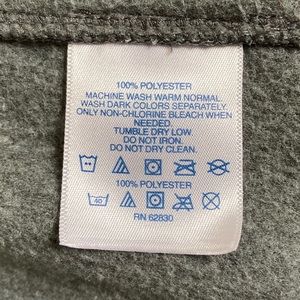 100% POLYESTER
MACHINE WASH WARM NORMAL.
WASH DARK COLORS SEPARATELY.
ONLY NON-CHLORINE BLEACH WHEN
NEEDED.
TUMBLE DRY LOW.
DO NOT IRON.
DO NOT DRY CLEAN.
100% POLYESTER
40
RN 62830